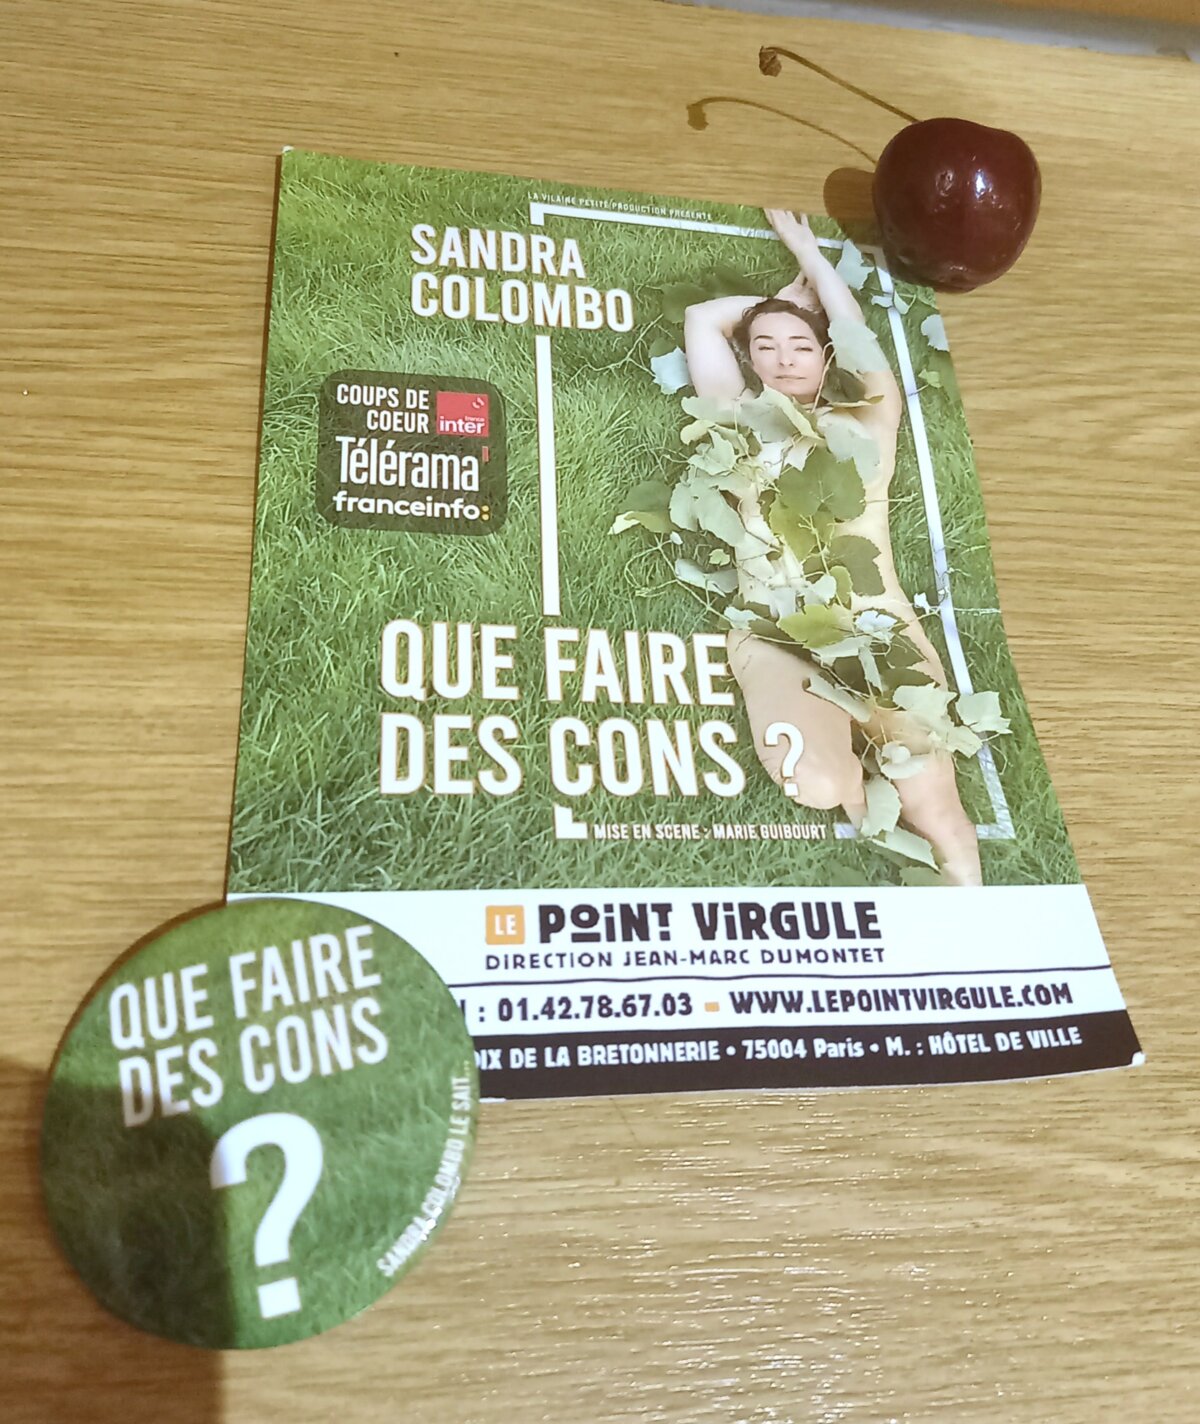 LA VILAINE PETITE PRODUCTION PRÉSENTE
SANDRA
COLOMBO
COUPS DE
COEUR
france
inter
Télérama'
franceinfo:
QUE FAIRE
DES CONS ?
MISE EN SCENE : MARIE GUIBOURT
LE POINT VIRGULE
DIRECTION JEAN-MARC DUMONTET
: 01.42.78.67.03 - WWW.LEPOINTVIRGULE.COM
DE LA BRETONNERIE • 75004 Paris • M. : HÔTEL DE VILLE
QUE FAIRE
DES CONS
?
SANDRA COLOMBO LE SAIT...